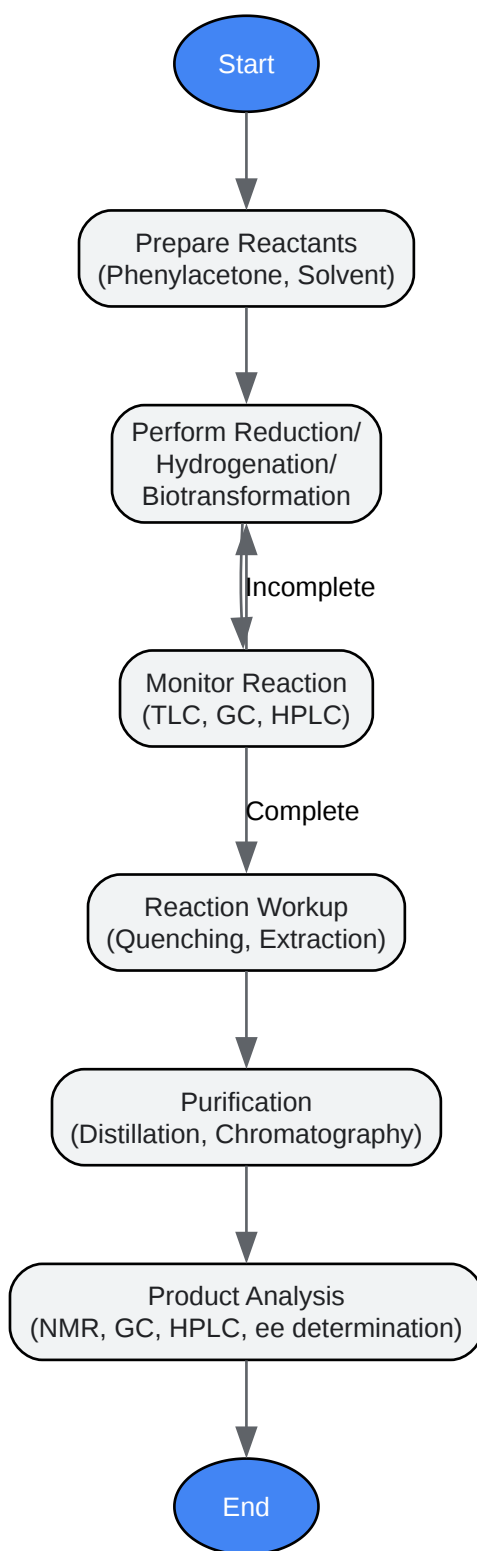 Start
Prepare Reactants
(Phenylacetone, Solvent)
Perform Reduction/
Hydrogenation/
Biotransformation
Incomplete
Monitor Reaction
(TLC, GC, HPLC)
Complete
Reaction Workup
(Quenching, Extraction)
Purification
(Distillation, Chromatography)
Product Analysis
(NMR, GC, HPLC, ee determination)
End